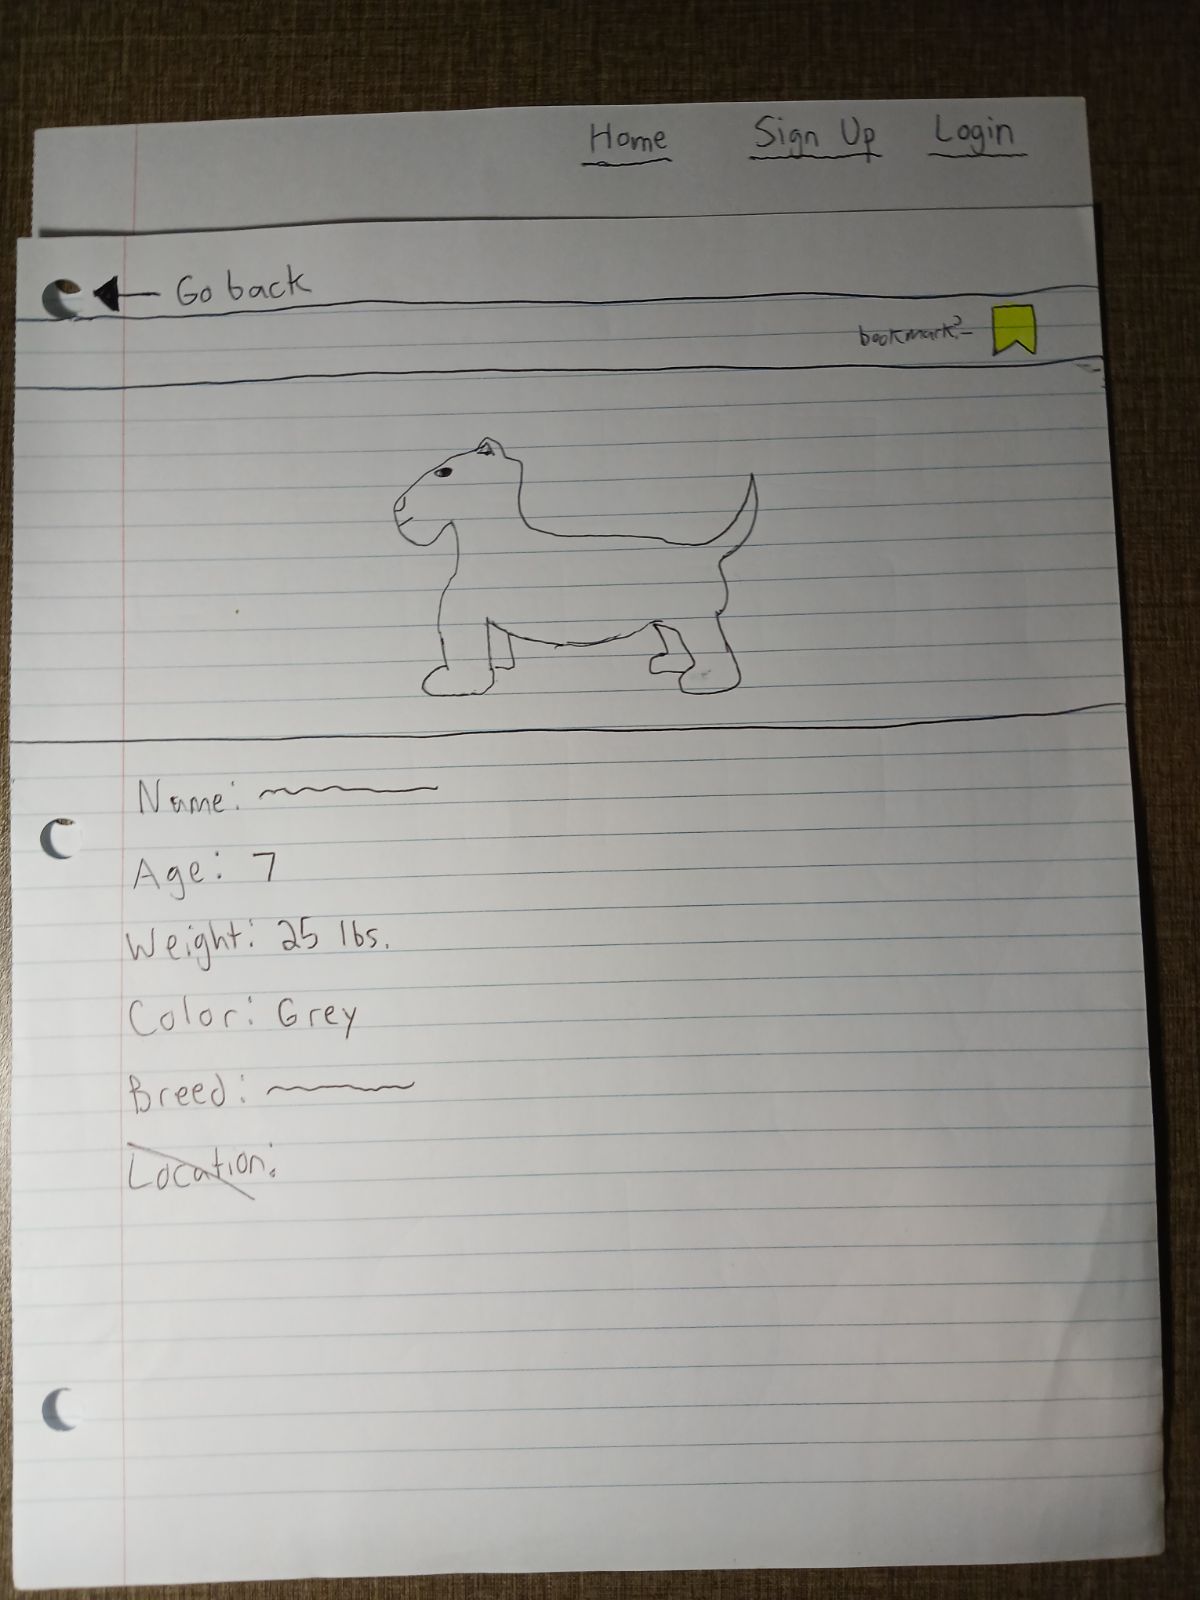 Home Sign Up Login
Go back
bookmark?
Name:
Age: 7
Weight: 25 lbs.
Color: Grey
Breed:
Location: